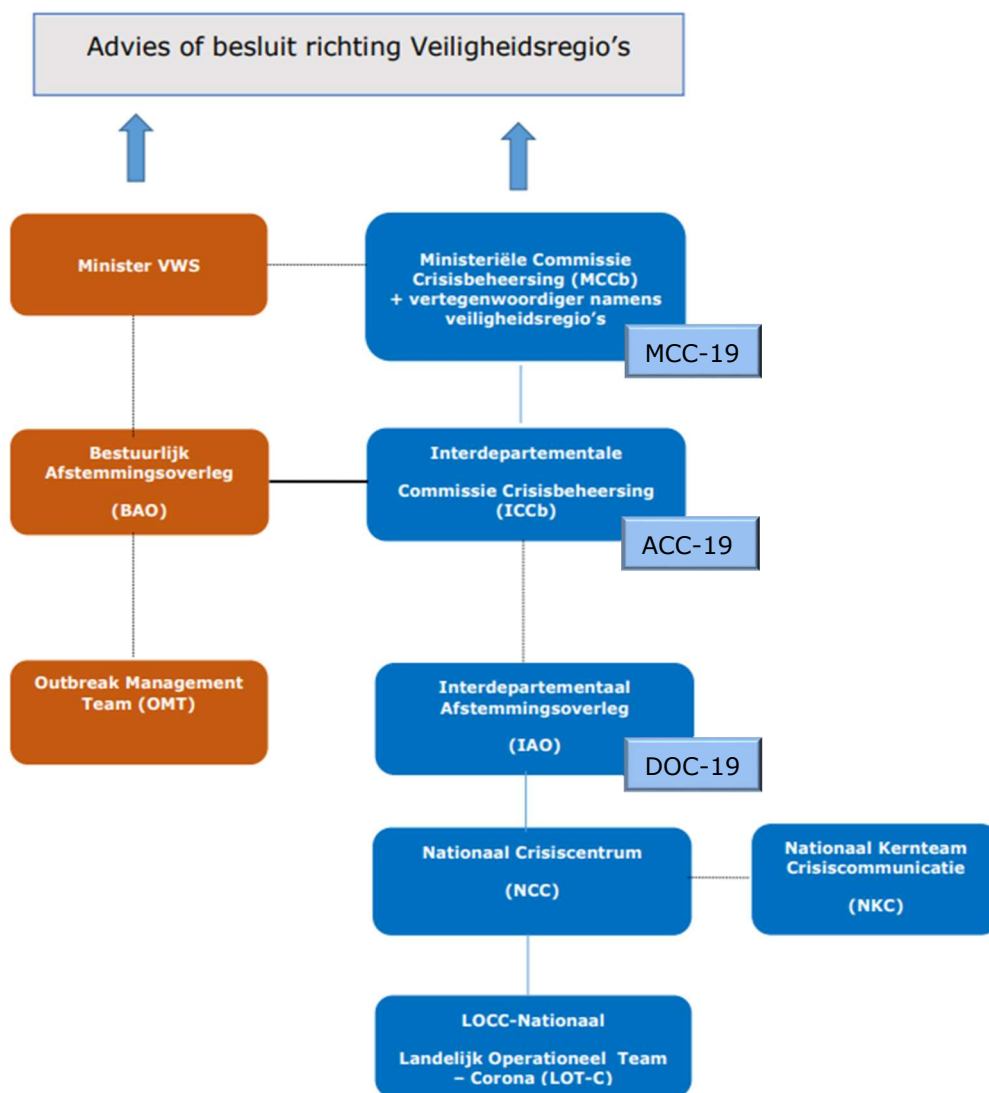 Advies of besluit richting Veiligheidsregio's
Minister VWS
Ministeriële Commissie
Crisisbeheersing (MCCb)
+ vertegenwoordiger namens
veiligheidsregio's
MCC-19
Bestuurlijk
Afstemmingsoverleg
(BAO)
Interdepartementale
Commissie Crisisbeheersing
(ICCb)
ACC-19
Outbreak Management
Team (OMT)
Interdepartementaal
Afstemmingsoverleg
(IAO)
DOC-19
Nationaal Crisiscentrum
(NCC)
Nationaal Kernteam
Crisiscommunicatie
(NKC)
LOCC-Nationaal
Landelijk Operationeel Team
– Corona (LOT-C)